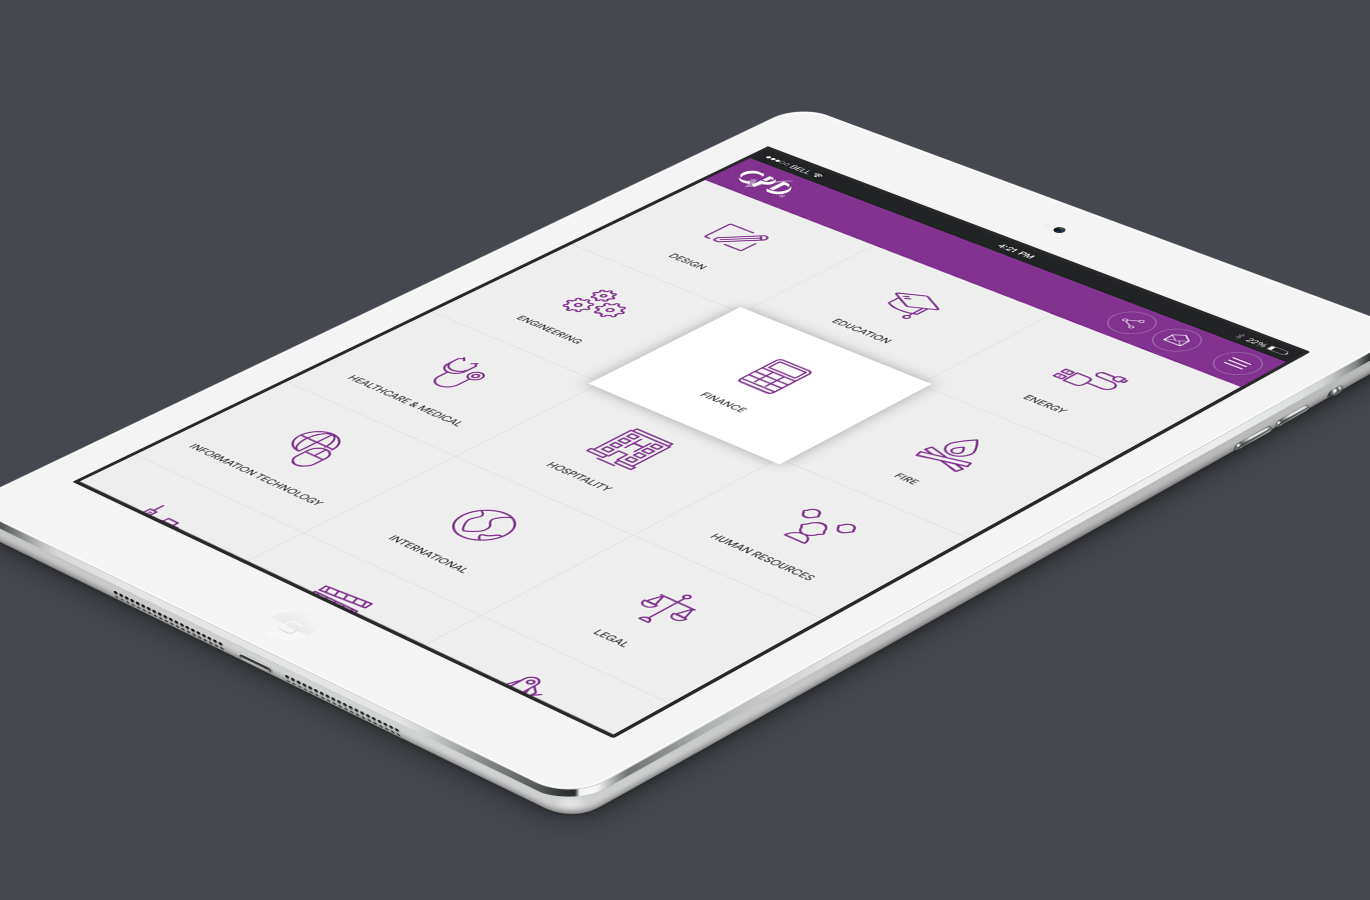 BELL
4:21 PM
22%
CPD
DESIGN
EDUCATION
ENERGY
ENGINEERING
FINANCE
FIRE
HEALTHCARE & MEDICAL
HOSPITALITY
HUMAN RESOURCES
INFORMATION TECHNOLOGY
INTERNATIONAL
LEGAL